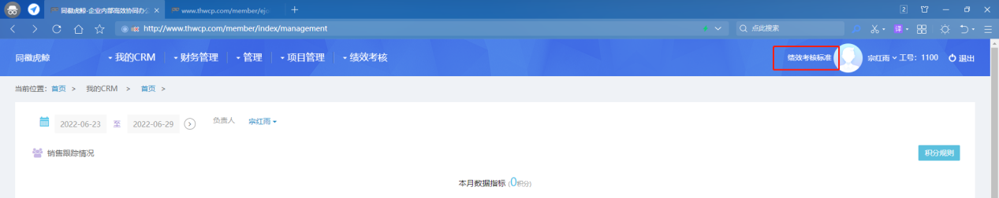 同徽虎鲸-企业内部高效协同办公
www.thwcp.com/member/ej
http://www.thwcp.com/member/index/management
点此搜索
译
2
同徽虎鲸
我的CRM
财务管理
管理
项目管理
绩效考核
绩效考核标准
宗红雨
工号：1100
退出
当前位置：首页 > 我的CRM > 首页 >
2022-06-23 至 2022-06-29
负责人 宗红雨
销售跟踪情况
积分规则
本月数据指标 (0积分)